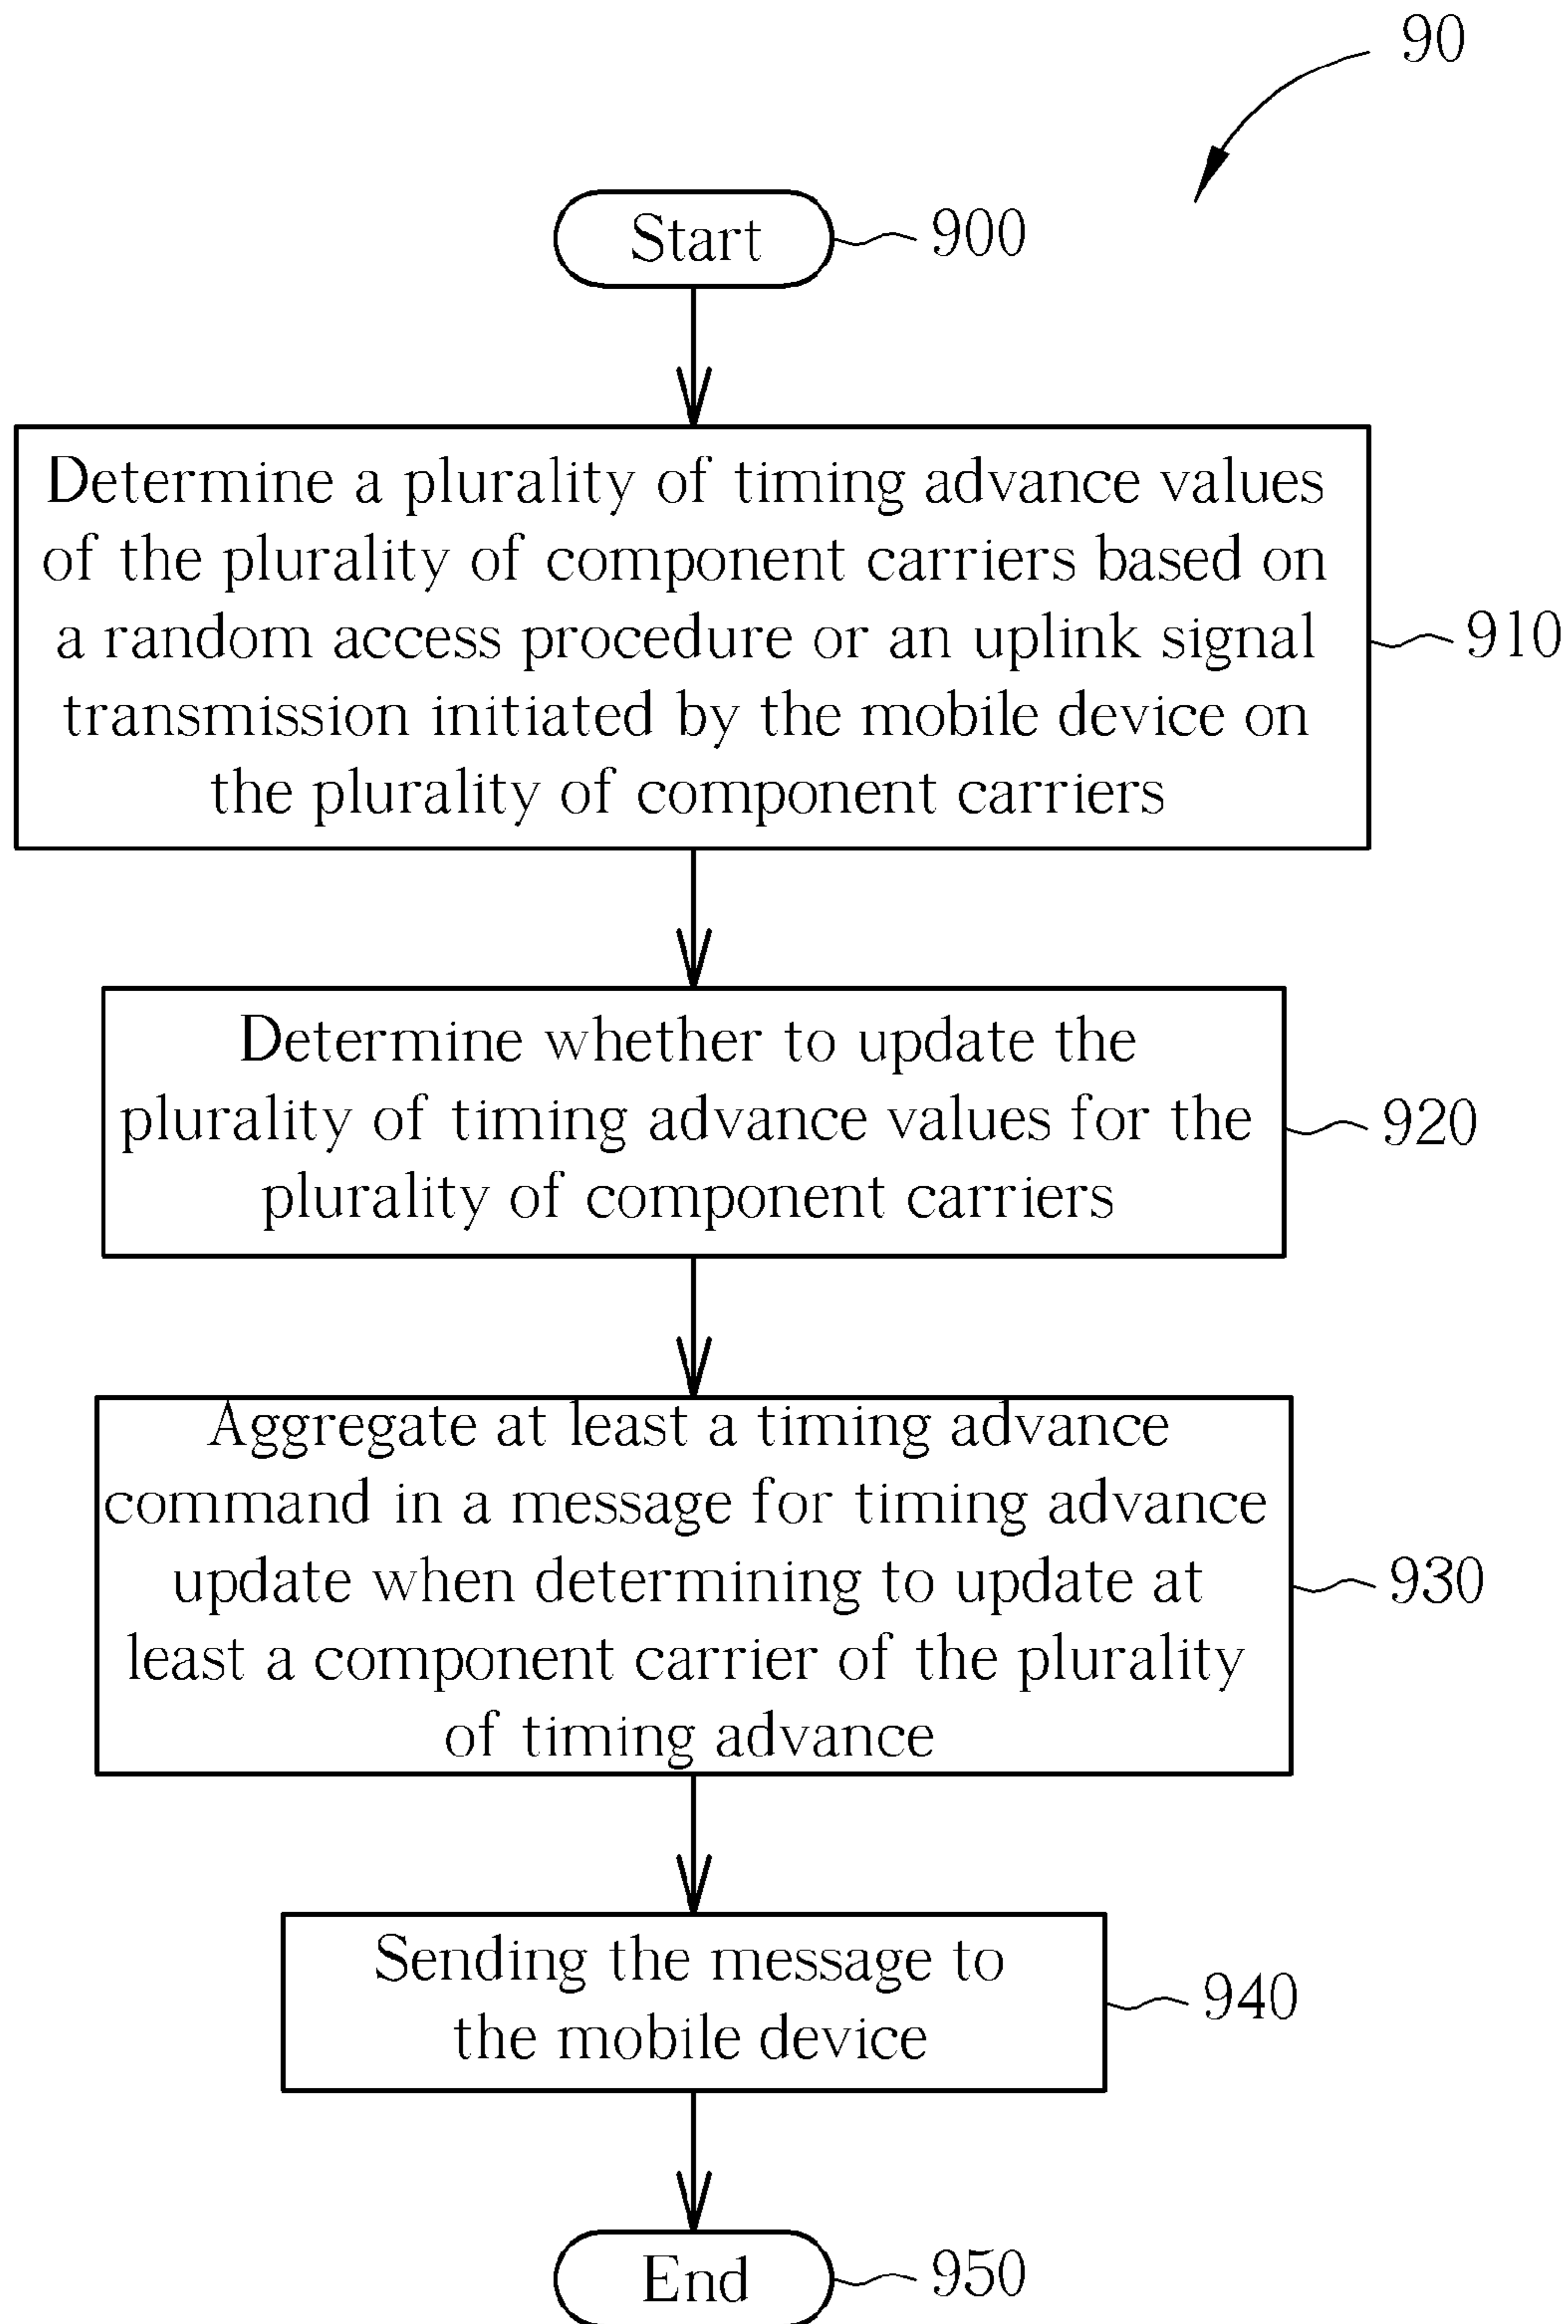 90
Start
900
Determine a plurality of timing advance values
of the plurality of component carriers based on
a random access procedure or an uplink signal
transmission initiated by the mobile device on
the plurality of component carriers
910
Determine whether to update the
plurality of timing advance values for the
plurality of component carriers
920
Aggregate at least a timing advance
command in a message for timing advance
update when determining to update at
least a component carrier of the plurality
of timing advance
930
Sending the message to
the mobile device
940
End
950